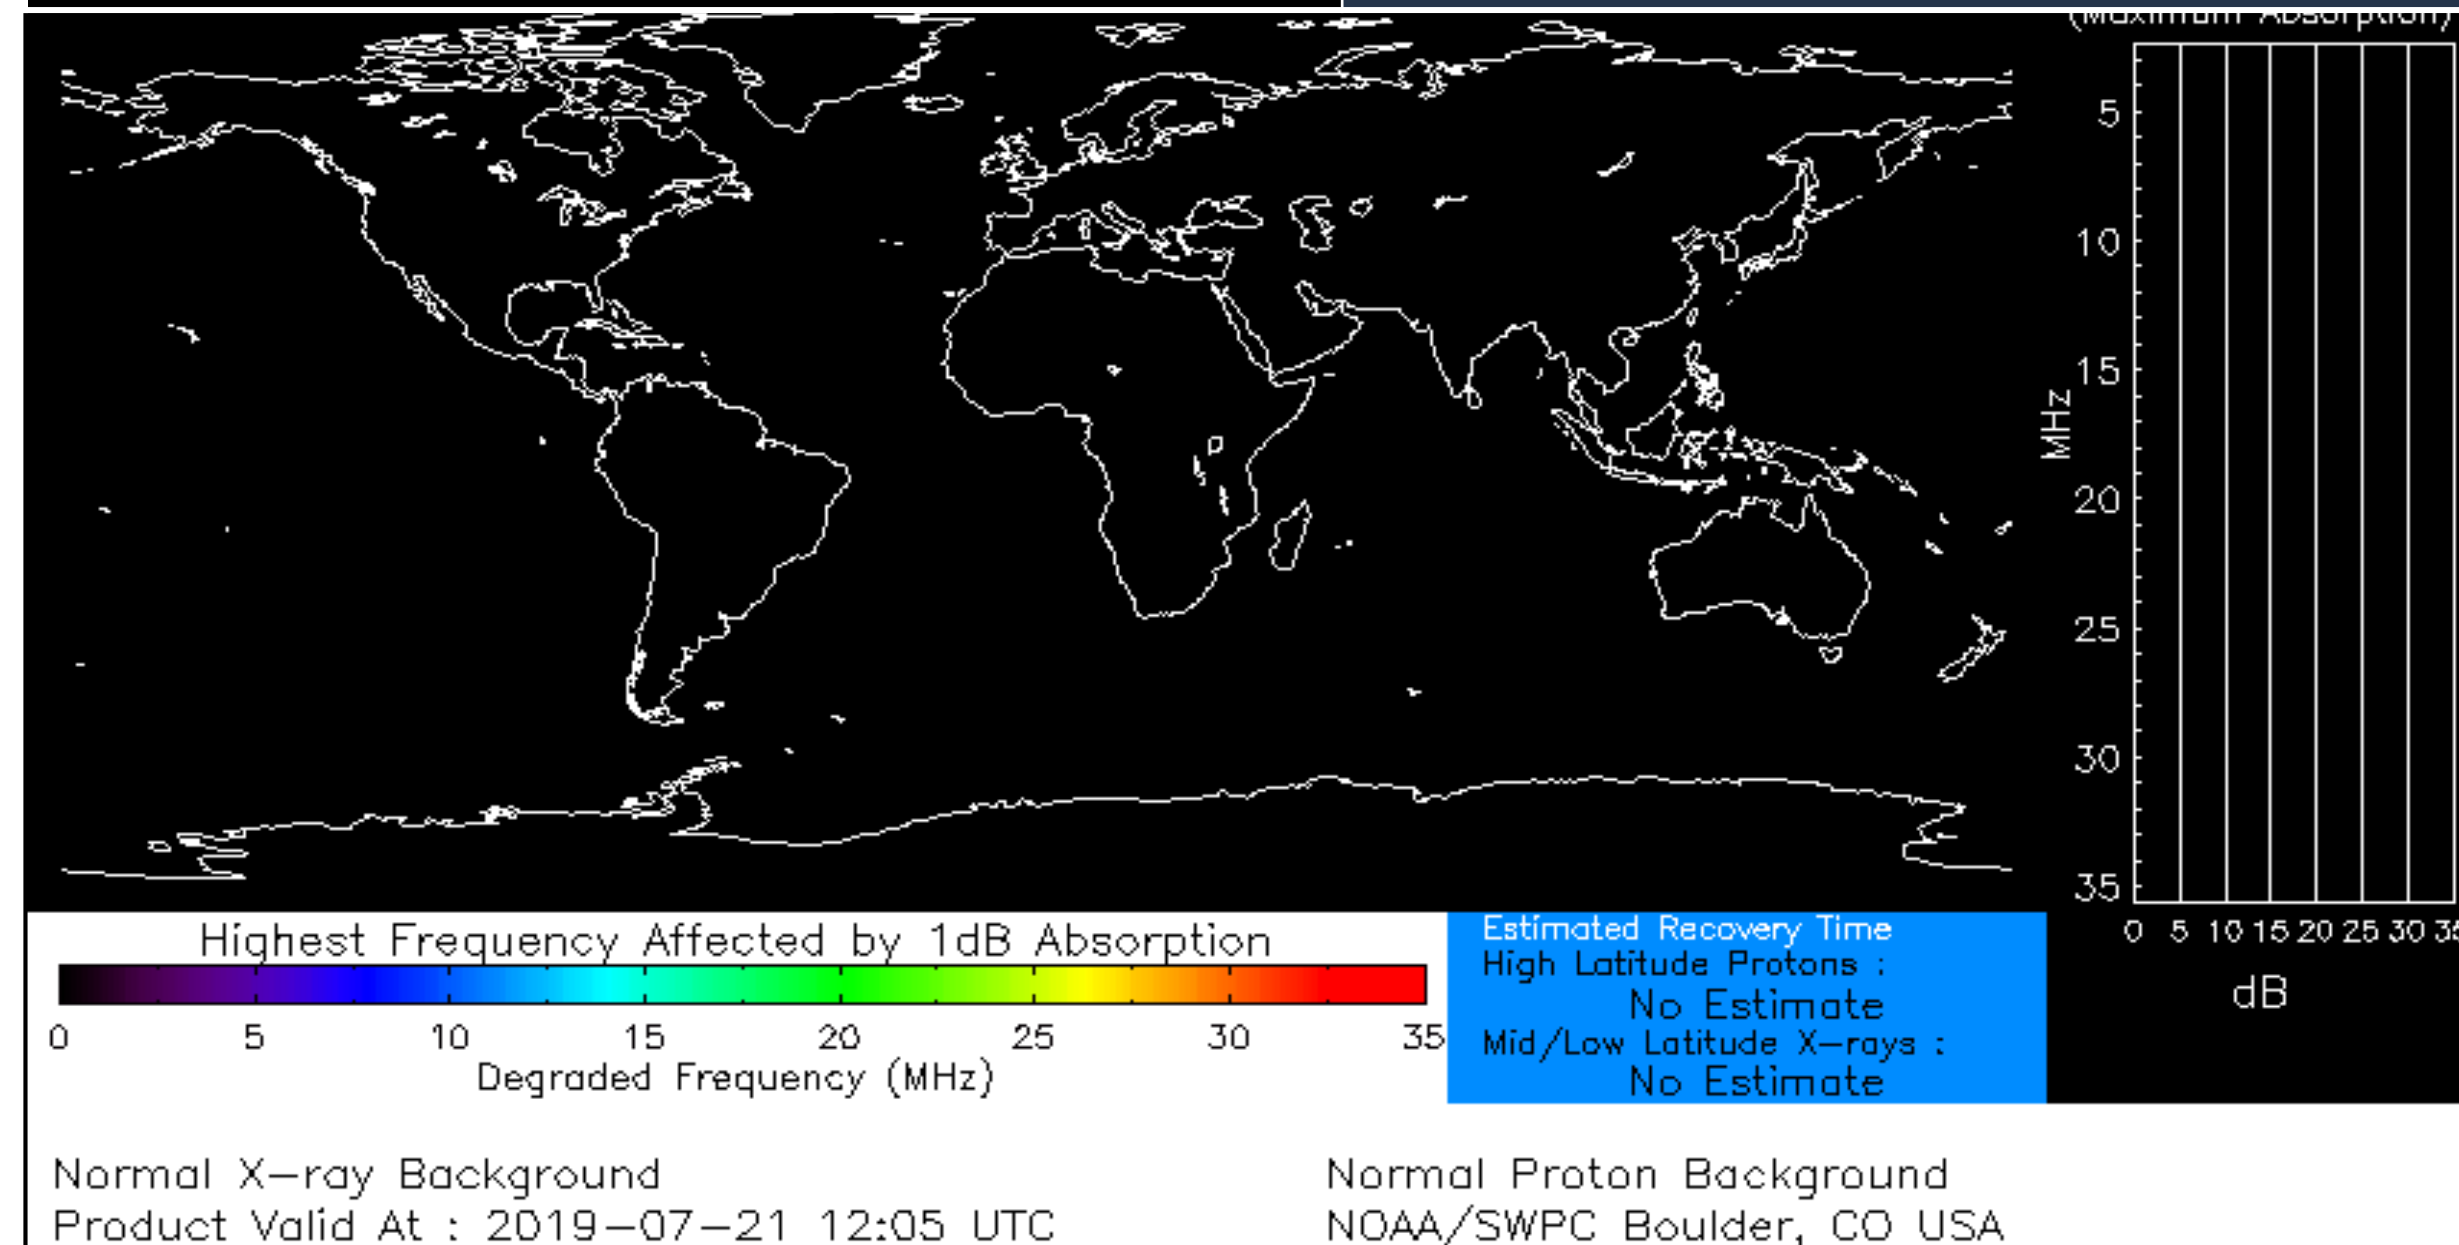 (Maximum Absorption)
5
10
15
20
25
30
35
MHz
0 5 10 15 20 25 30 35
dB
Highest Frequency Affected by 1dB Absorption
0 5 10 15 20 25 30 35
Degraded Frequency (MHz)
Estimated Recovery Time
High Latitude Protons :
No Estimate
Mid/Low Latitude X-rays :
No Estimate
Normal X-ray Background
Normal Proton Background
Product Valid At : 2019-07-21 12:05 UTC
NOAA/SWPC Boulder, CO USA